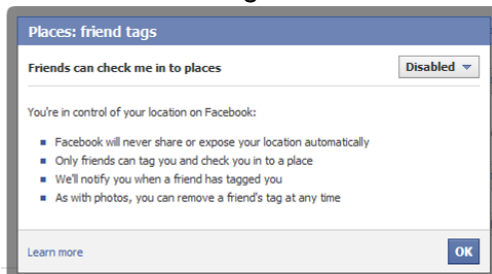 Places: friend tags
Friends can check me in to places Disabled
You're in control of your location on Facebook:
Facebook will never share or expose your location automatically
Only friends can tag you and check you in to a place
We'll notify you when a friend has tagged you
As with photos, you can remove a friend's tag at any time
Learn more OK